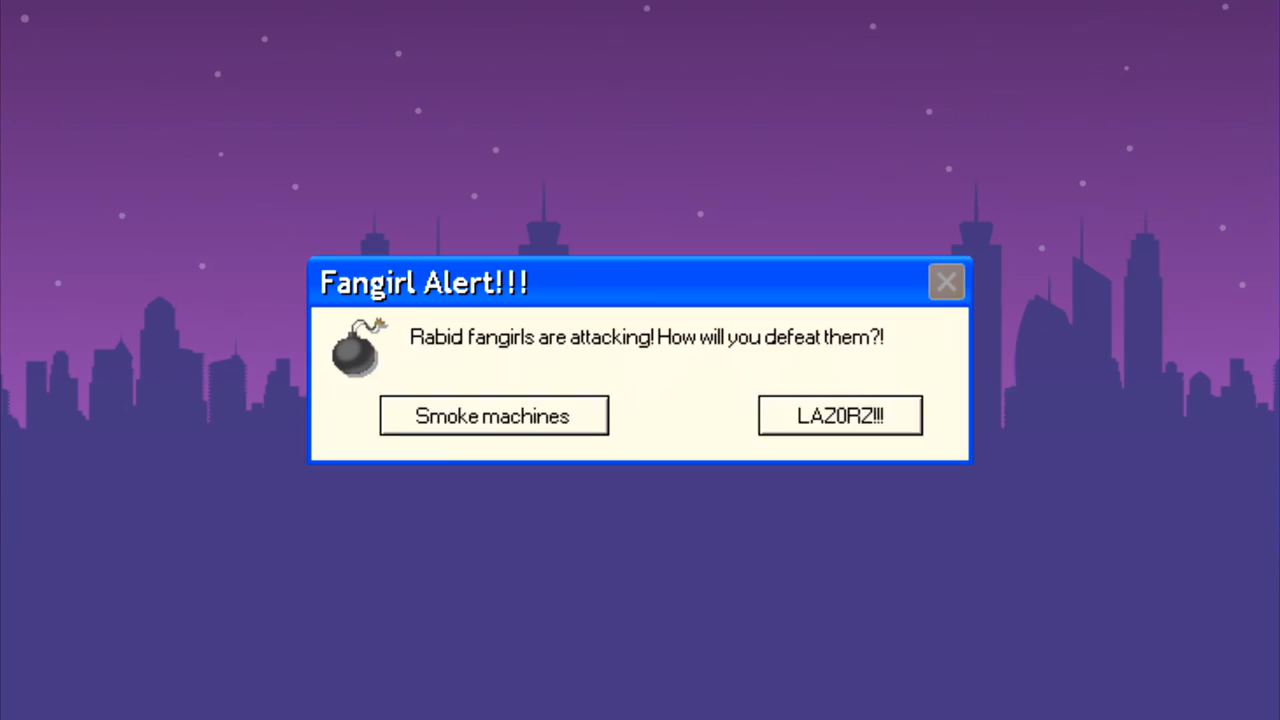 Fangirl Alert!!!
Rabid fangirls are attacking! How will you defeat them?!
Smoke machines
LAZ0RZ!!!